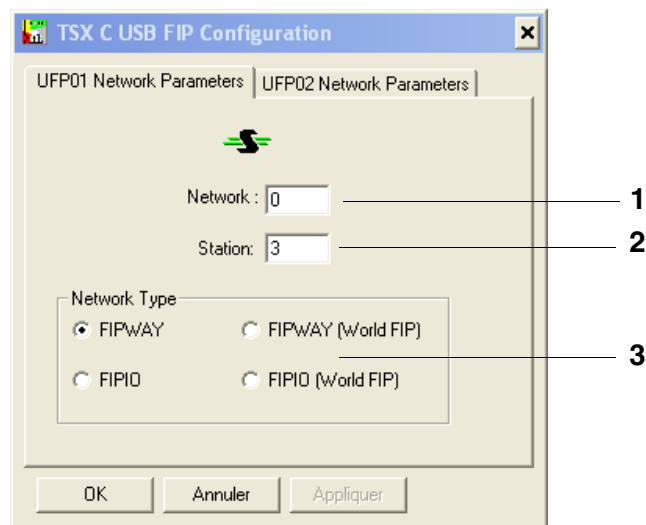 TSX C USB FIP Configuration
UFP01 Network Parameters
UFP02 Network Parameters
Network : 0
1
Station: 3
2
Network Type
FIPWAY
FIPWAY (World FIP)
3
FIPIO
FIPIO (World FIP)
OK
Annuler
Appliquer